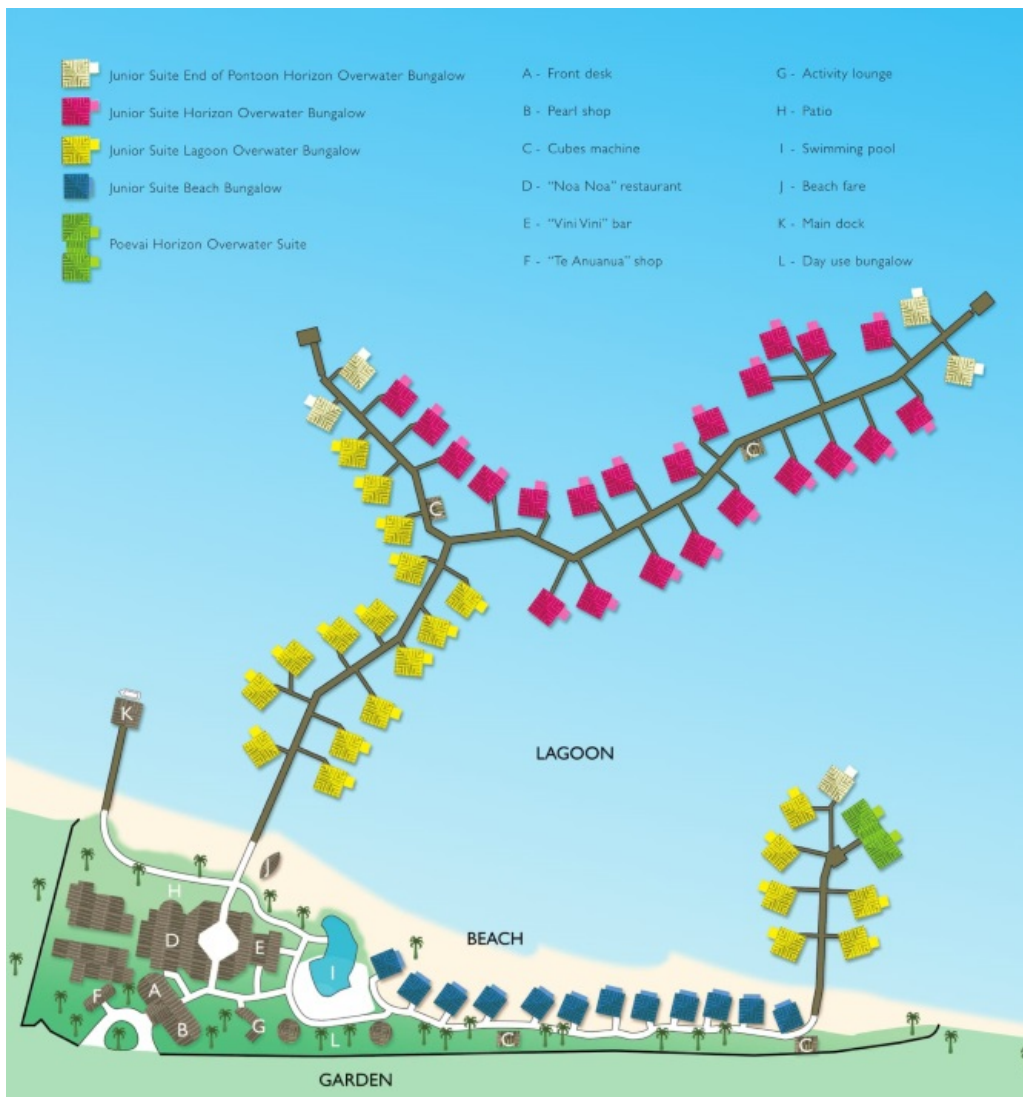 Junior Suite End of Pontoon Horizon Overwater Bungalow
Junior Suite Horizon Overwater Bungalow
Junior Suite Lagoon Overwater Bungalow
Junior Suite Beach Bungalow
Poevai Horizon Overwater Suite
A - Front desk
B - Pearl shop
C - Cubes machine
D - "Noa Noa" restaurant
E - "Vini Vini" bar
F - "Te Anuanua" shop
G - Activity lounge
H - Patio
I - Swimming pool
J - Beach fare
K - Main dock
L - Day use bungalow
C
C
K
LAGOON
J
H
D
E
BEACH
I
A
F
B
G
L
C
C
GARDEN